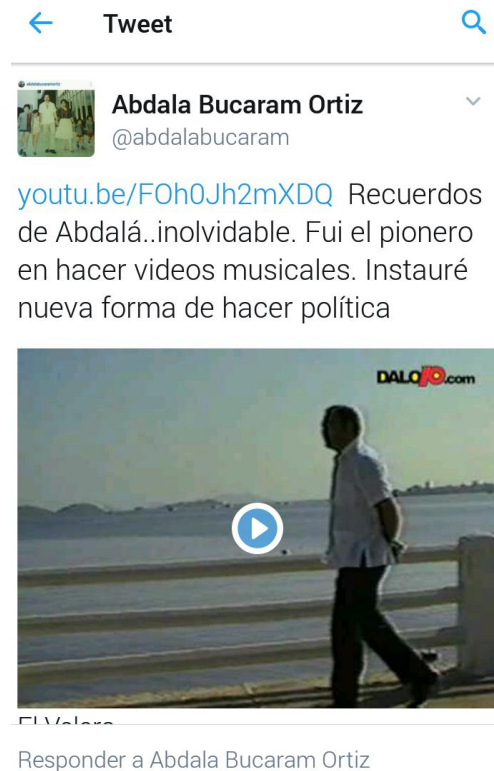 Tweet
Abdala Bucaram Ortiz
@abdalabucaram
youtu.be/FOh0Jh2mXDQ Recuerdos
de Abdalá..inolvidable. Fui el pionero
en hacer videos musicales. Instauré
nueva forma de hacer política
DALO10.com
Responder a Abdala Bucaram Ortiz